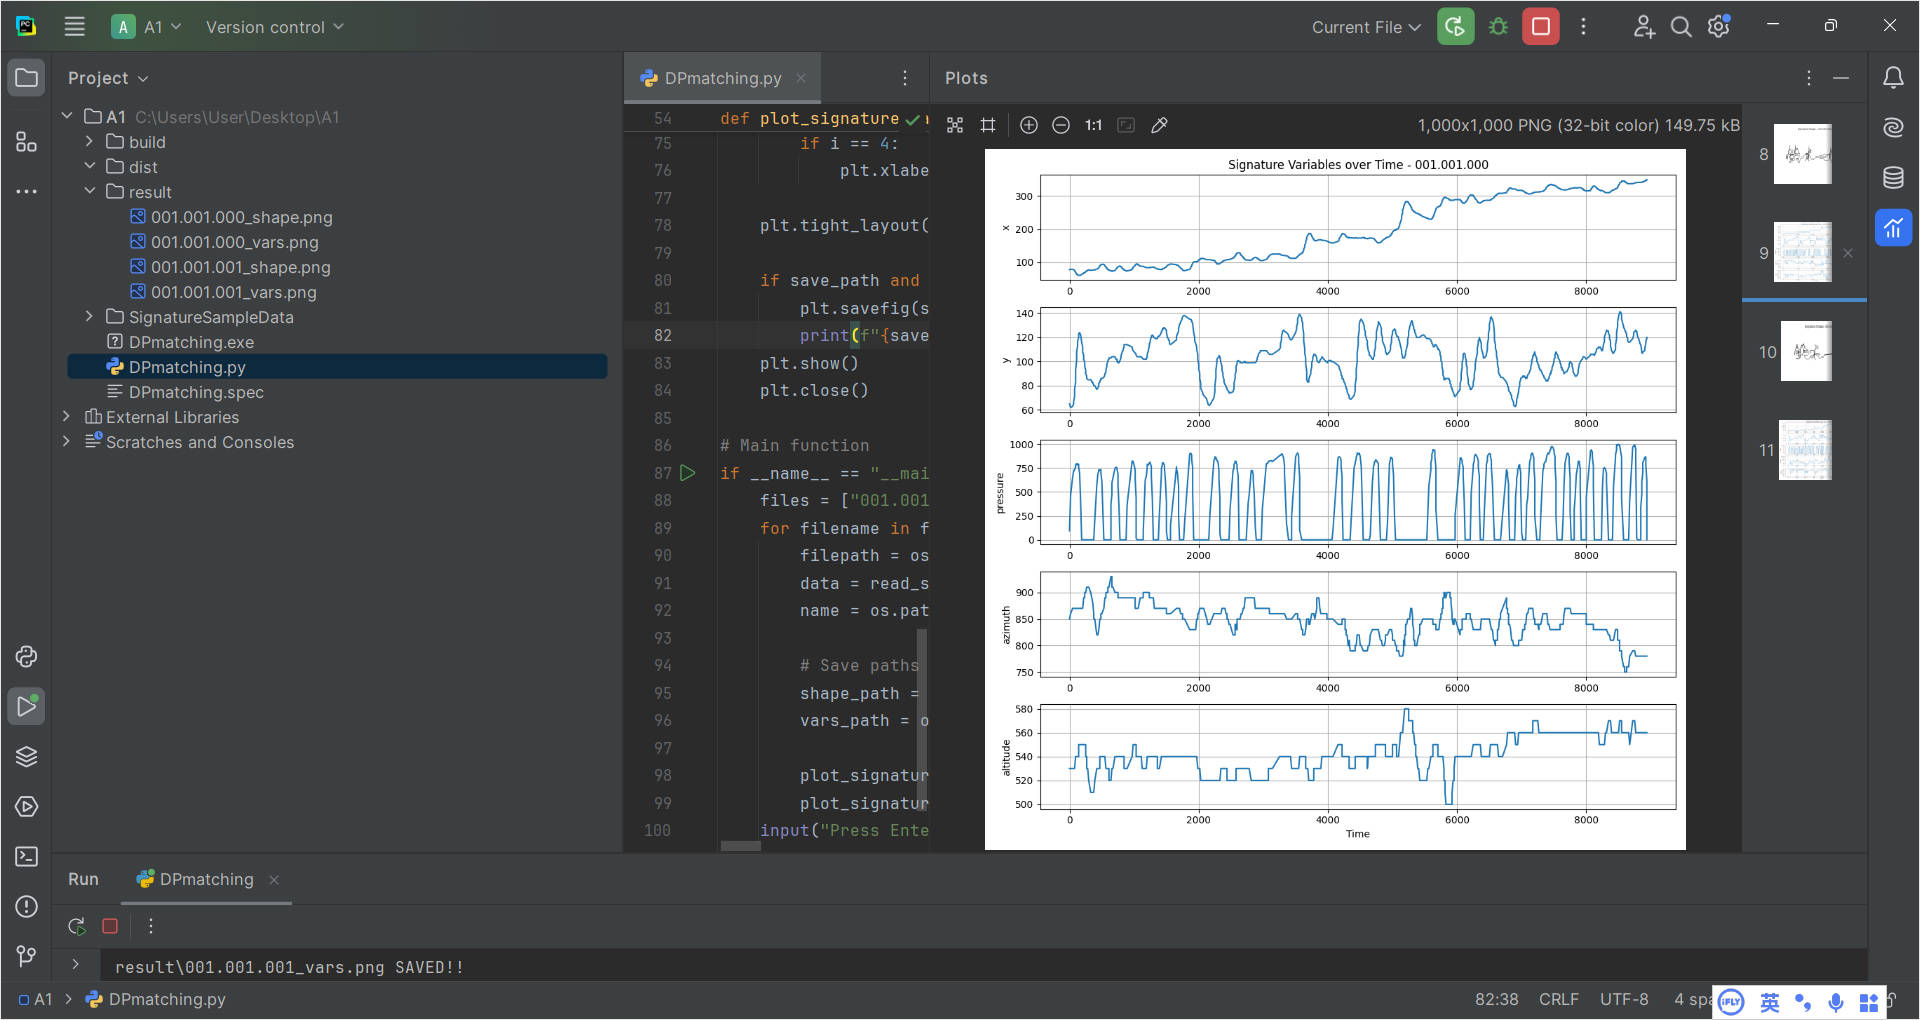 A A1 Version control Current File
Project
A1 C:\Users\User\Desktop\A1
build
dist
result
001.001.000_shape.png
001.001.000_vars.png
001.001.001_shape.png
001.001.001_vars.png
SignatureSampleData
DPmatching.exe
DPmatching.py
DPmatching.spec
External Libraries
Scratches and Consoles
DPmatching.py
54 def plot_signature
75 if i == 4:
76 plt.xlabe
77
78 plt.tight_layout(
79
80 if save_path and
81 plt.savefig(s
82 print(f"{save
83 plt.show()
84 plt.close()
85
86 # Main function
87 if __name__ == "__mai
88 files = ["001.001
89 for filename in f
90 filepath = os
91 data = read_s
92 name = os.pat
93
94 # Save paths
95 shape_path =
96 vars_path = o
97
98 plot_signatur
99 plot_signatur
100 input("Press Ente
Plots
1:1 1,000x1,000 PNG (32-bit color) 149.75 kB
Signature Variables over Time - 001.001.000
300
200
100
x
0 2000 4000 6000 8000
140
120
100
80
60
y
0 2000 4000 6000 8000
1000
750
500
250
0
pressure
0 2000 4000 6000 8000
900
850
800
750
azimuth
0 2000 4000 6000 8000
580
560
540
520
500
altitude
0 2000 4000 6000 8000
Time
8
9
10
11
Run DPmatching
result\001.001.001_vars.png SAVED!!
A1 DPmatching.py
82:38 CRLF UTF-8 4 spa
iFLY 英